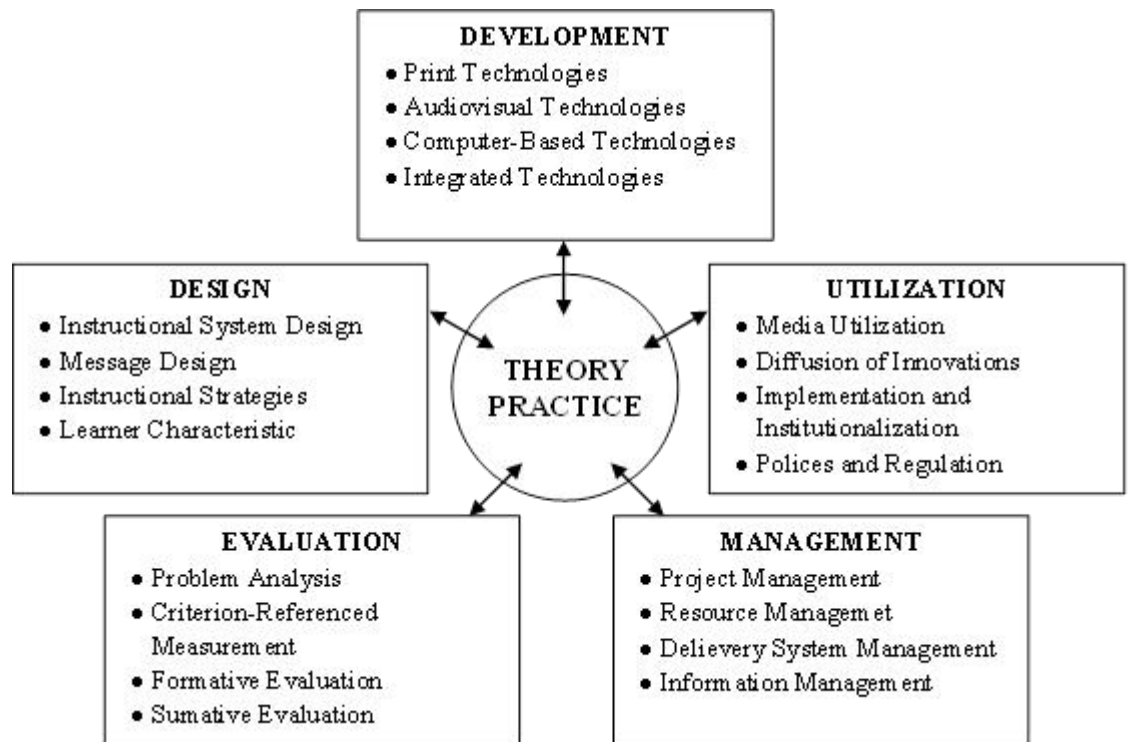 DEVELOPMENT
● Print Technologies
● Audiovisual Technologies
● Computer-Based Technologies
● Integrated Technologies
DESIGN
● Instructional System Design
● Message Design
● Instructional Strategies
● Learner Characteristic
THEORY
PRACTICE
UTILIZATION
● Media Utilization
● Diffusion of Innovations
● Implementation and
Institutionalization
● Polices and Regulation
EVALUATION
● Problem Analysis
● Criterion-Referenced
Measurement
● Formative Evaluation
● Sumative Evaluation
MANAGEMENT
● Project Management
● Resource Managemet
● Delievery System Management
● Information Management